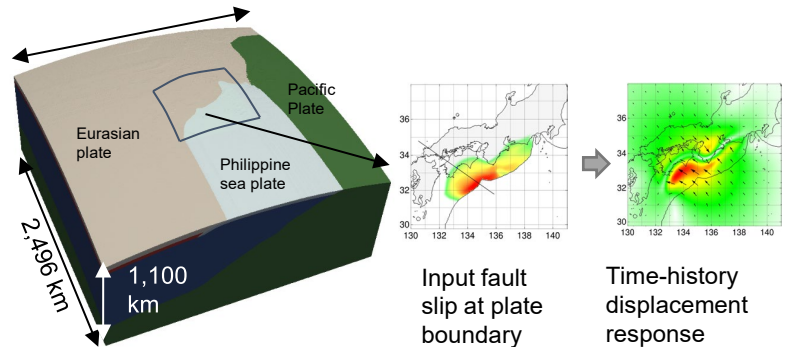 Pacific
Plate
Eurasian
plate
Philippine
sea plate
2,496 km
1,100
km
36
34
32
30
130 132 134 136 138 140
Input fault
slip at plate
boundary
36
34
32
30
130 132 134 136 138 140
Time-history
displacement
response